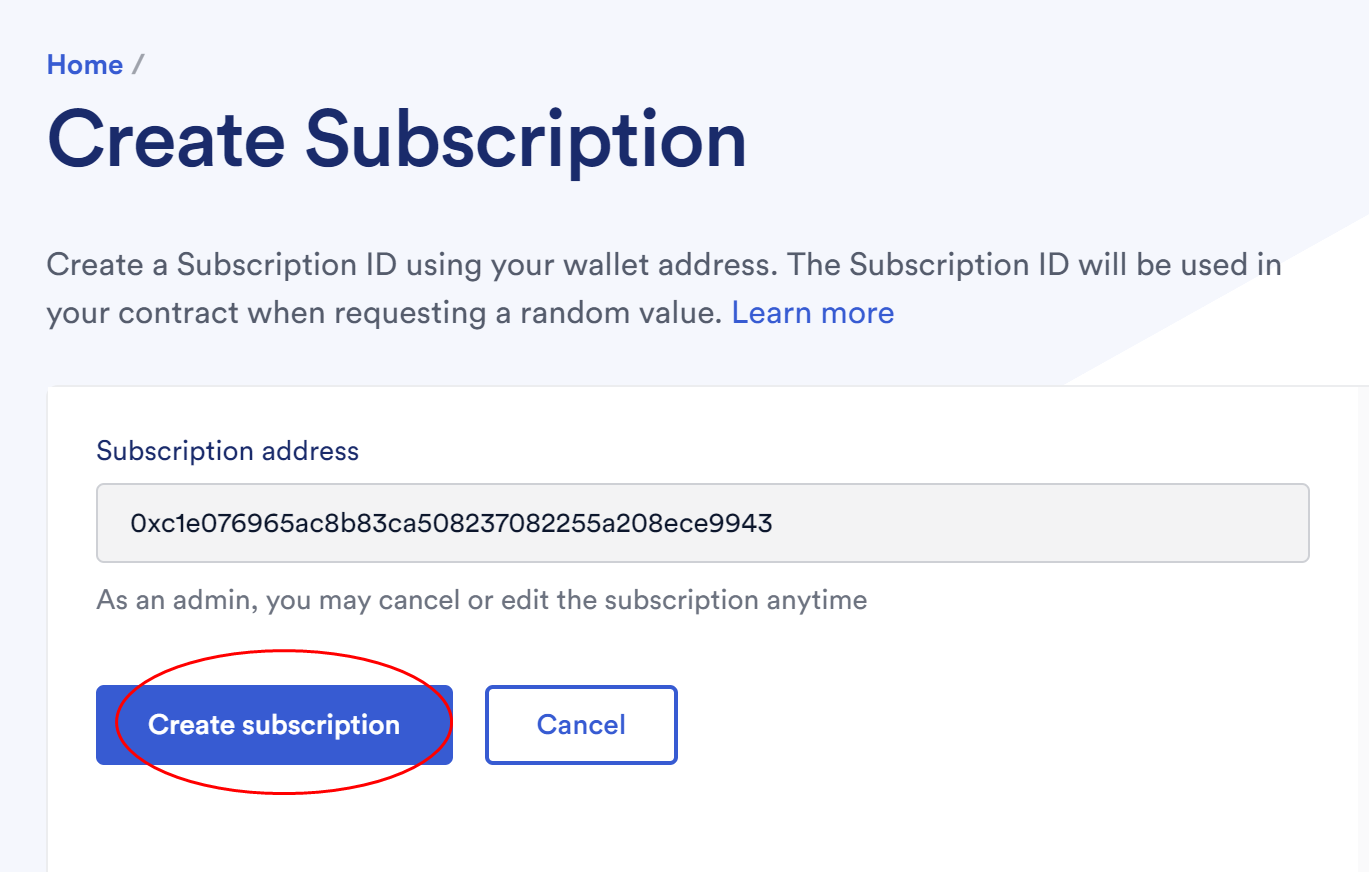 Home /
Create Subscription
Create a Subscription ID using your wallet address. The Subscription ID will be used in
your contract when requesting a random value. Learn more
Subscription address
0xc1e076965ac8b83ca508237082255a208ece9943
As an admin, you may cancel or edit the subscription anytime
Create subscription
Cancel